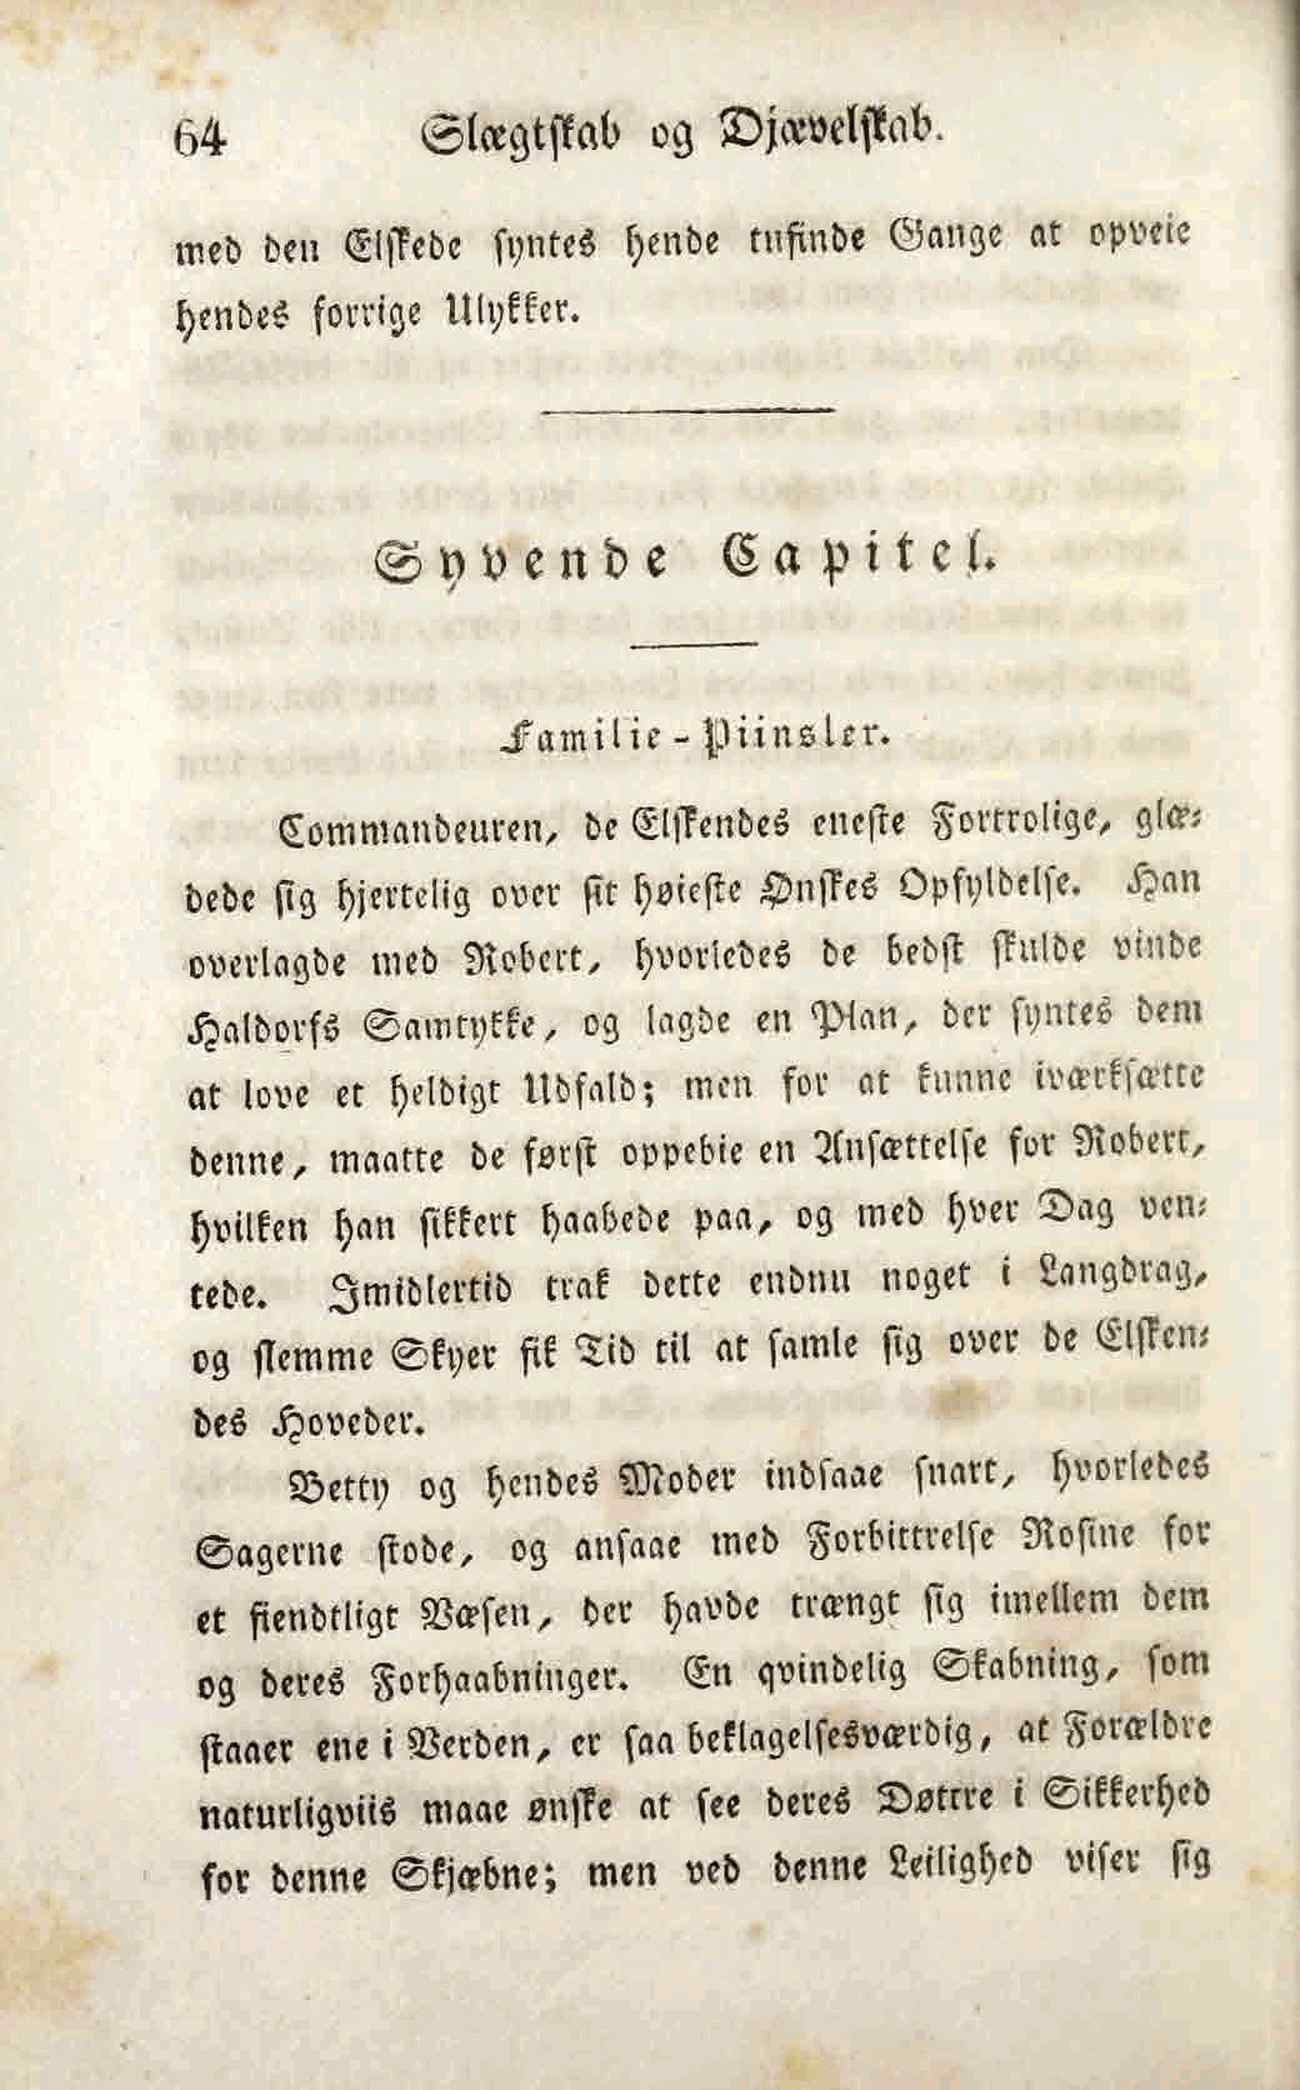 64 Slægtskab og Djævelskab.
med den Elskede syntes hende tusinde Gange at opveie
hendes forrige Ulykker.
Syvende Capitel.
Familie-Piinsler.
Commandeuren, de Elskendes eneste Fortrolige, glæ-
dede sig hjertelig over sit høieste Ønskes Opfyldelse. Han
overlagde med Robert, hvorledes de bedst skulde vinde
Haldorfs Samtykke, og lagde en Plan, der syntes dem
at love et heldigt Udfald; men for at kunne iværksætte
denne, maatte de først oppebie en Ansættelse for Robert,
hvilken han sikkert haabede paa, og med hver Dag ven-
tede. Imidlertid trak dette endnu noget i Langdrag,
og slemme Skyer fik Tid til at samle sig over de Elsken-
des Hoveder.
Betty og hendes Moder indsaae snart, hvorledes
Sagerne stode, og ansaae med Forbittrelse Rosine for
et fiendtligt Væsen, der havde trængt sig imellem dem
og deres Forhaabninger. En qvindelig Skabning, som
staaer ene i Verden, er saa beklagelsesværdig, at Forældre
naturligviis maae ønske at see deres Døttre i Sikkerhed
for denne Skjæbne; men ved denne Leilighed viser sig